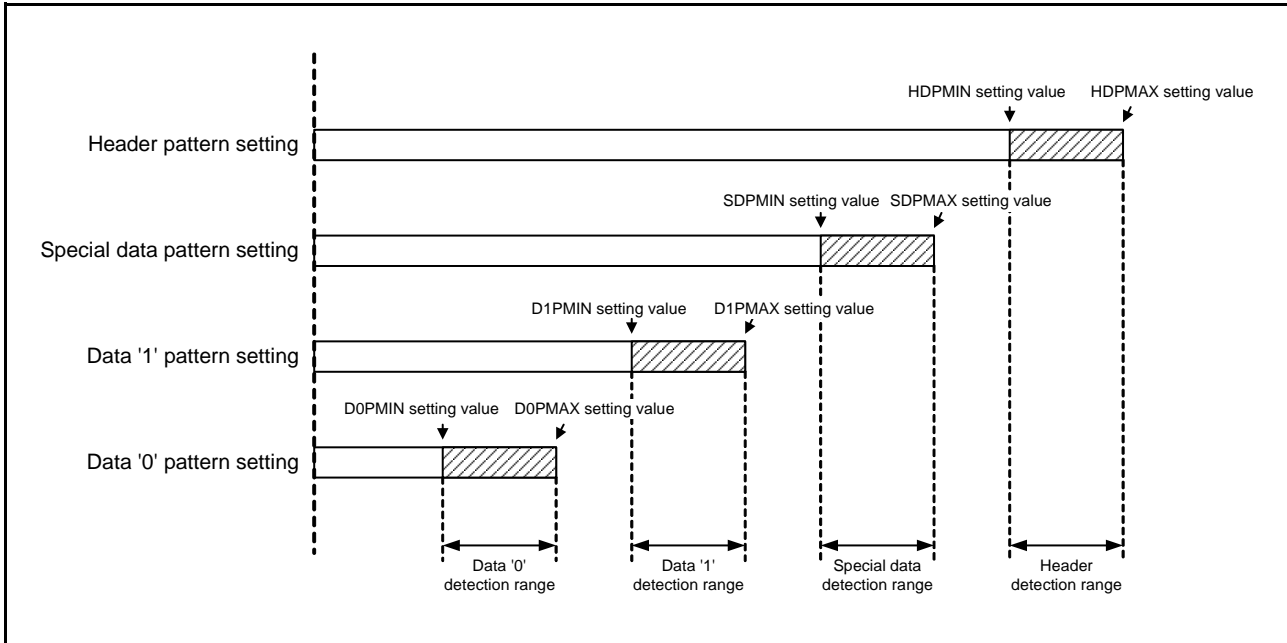 HDPMIN setting value HDPMAX setting value
Header pattern setting
SDPMIN setting value SDPMAX setting value
Special data pattern setting
D1PMIN setting value D1PMAX setting value
Data '1' pattern setting
D0PMIN setting value D0PMAX setting value
Data '0' pattern setting
Data '0'
detection range
Data '1'
detection range
Special data
detection range
Header
detection range